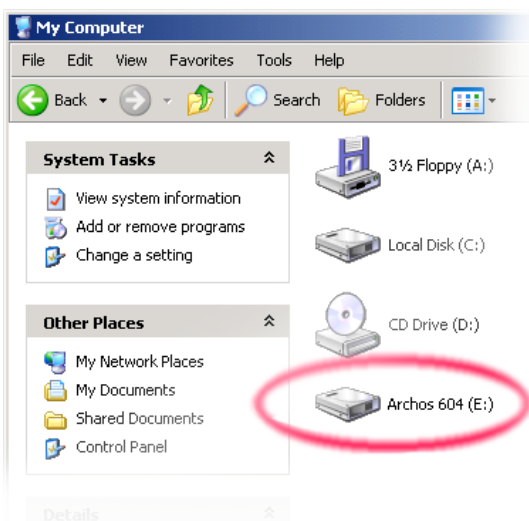 My Computer
File Edit View Favorites Tools Help
Back Search Folders
System Tasks
View system information
Add or remove programs
Change a setting
Other Places
My Network Places
My Documents
Shared Documents
Control Panel
Details
3½ Floppy (A:)
Local Disk (C:)
CD Drive (D:)
Archos 604 (E:)